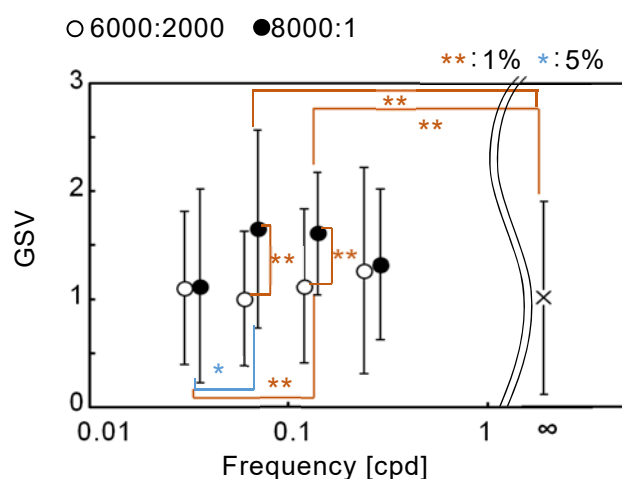 ○ 6000:2000 ●8000:1
**:1% *:5%
3
**
**
2
GSV
** **
1
×
*
**
0
0.01 0.1 1 ∞
Frequency [cpd]